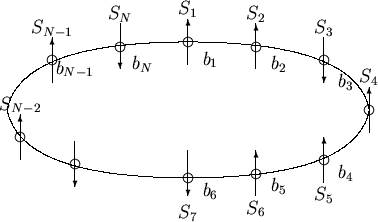 S_N S_1 S_2 S_3
S_{N-1}
b_{N-1} b_N b_1 b_2 b_3
S_4
S_{N-2}
b_6 b_5 b_4
S_7 S_6 S_5